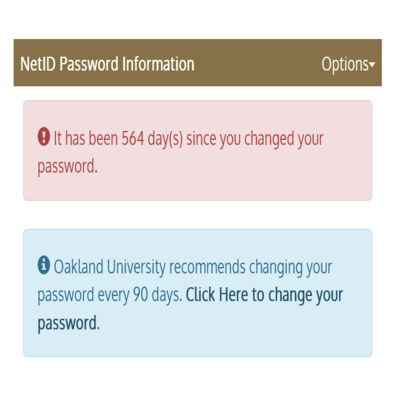 NetID Password Information Options
It has been 564 day(s) since you changed your
password.
Oakland University recommends changing your
password every 90 days. Click Here to change your
password.